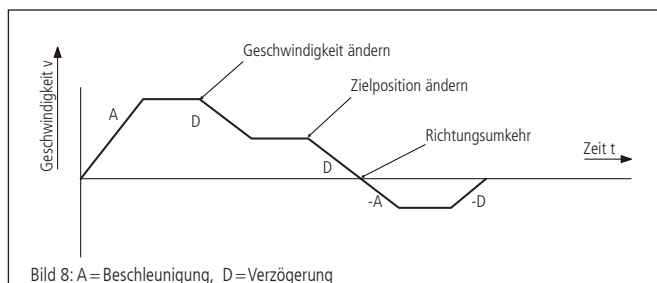 Geschwindigkeit v
Geschwindigkeit ändern
Zielposition ändern
Richtungsumkehr
Zeit t
A
D
D
-A
-D
Bild 8: A=Beschleunigung, D=Verzögerung